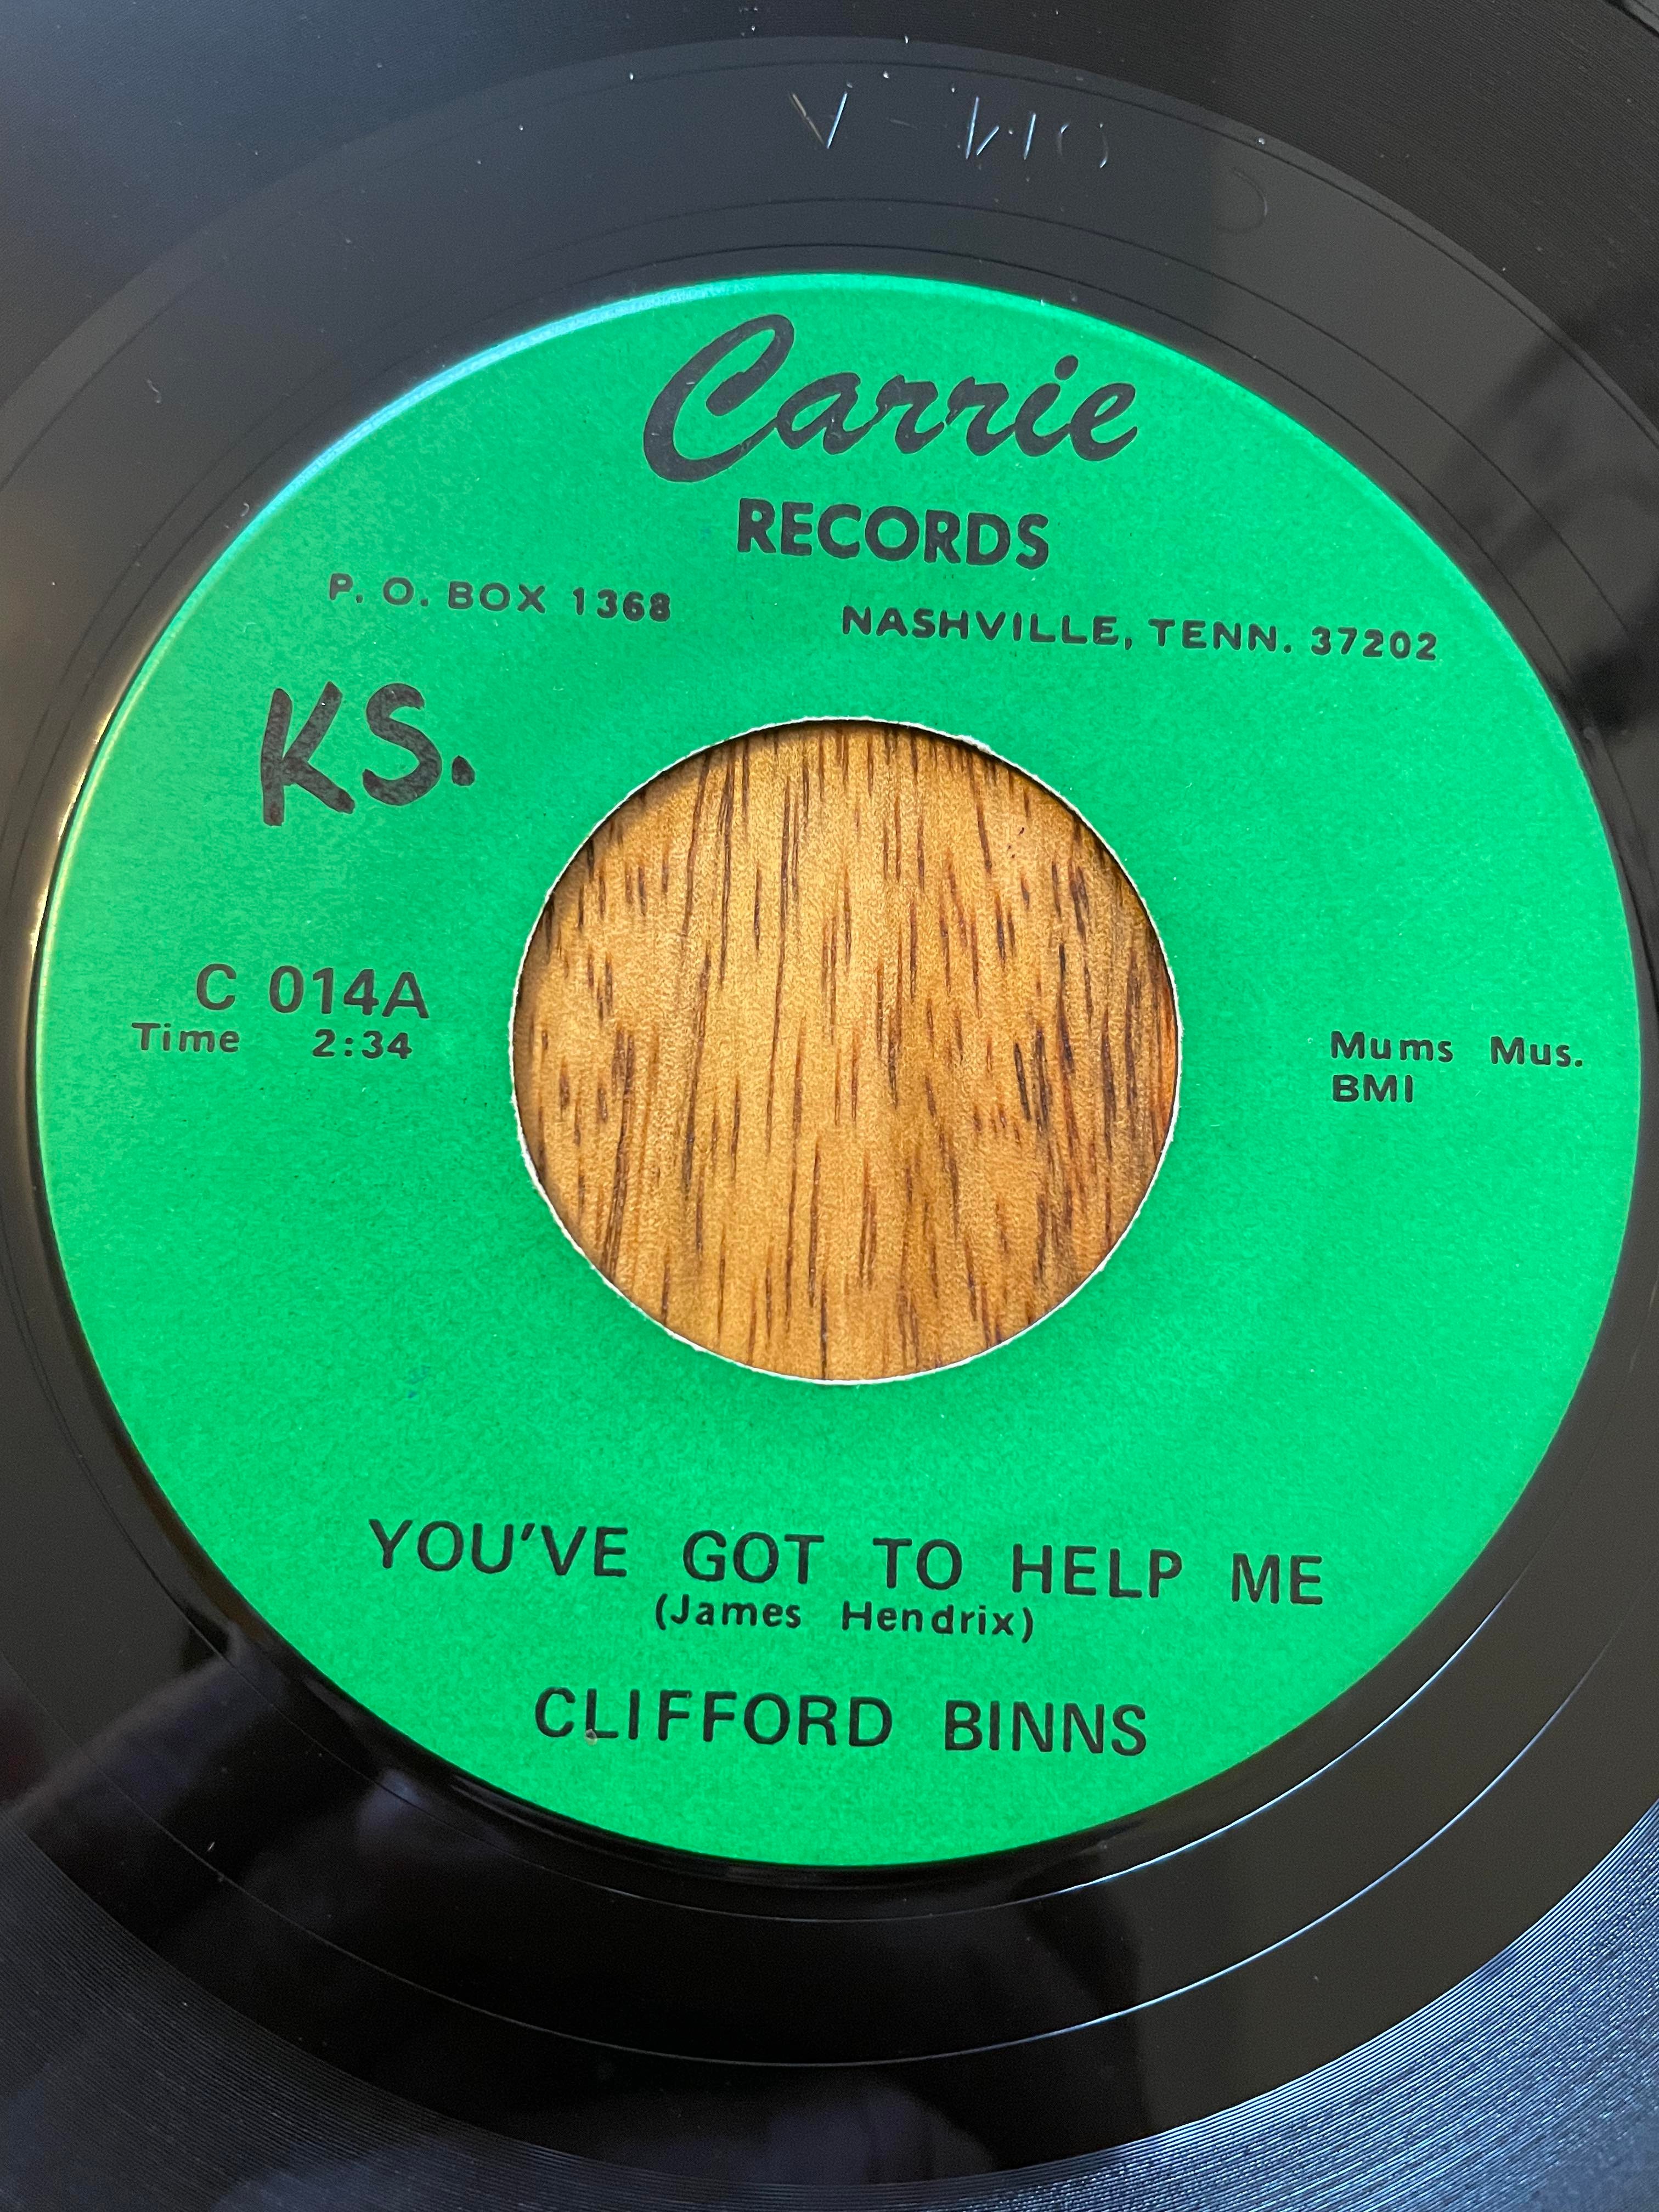 Carrie
RECORDS
P. O. BOX 1368 NASHVILLE, TENN. 37202
KS.
C 014A
Time 2:34
Mums Mus.
BMI
YOU'VE GOT TO HELP ME
(James Hendrix)
CLIFFORD BINNS